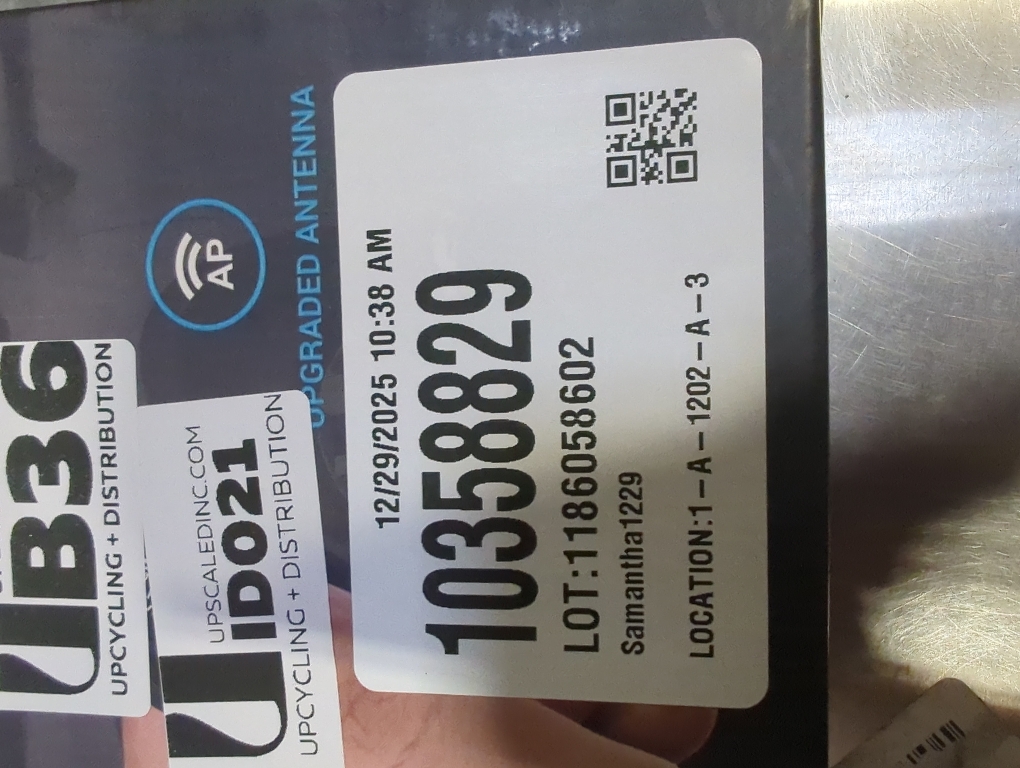 AP
UPGRADED ANTENNA
B36
UPCYCLING + DISTRIBUTION
UPSCALEDINC.COM
ID021
UPCYCLING + DISTRIBUTION
12/29/2025 10:38 AM
10358829
LOT:1186058602
Samantha1229
LOCATION:1-A-1202-A-3